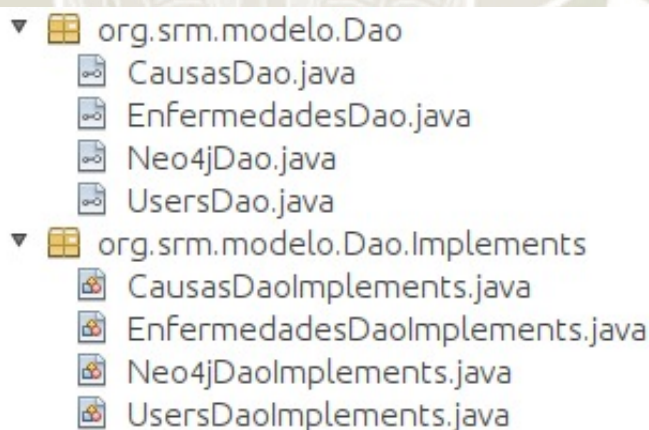 org.srm.modelo.Dao
CausasDao.java
EnfermedadesDao.java
Neo4jDao.java
UsersDao.java
org.srm.modelo.Dao.Implements
CausasDaoImplements.java
EnfermedadesDaoImplements.java
Neo4jDaoImplements.java
UsersDaoImplements.java